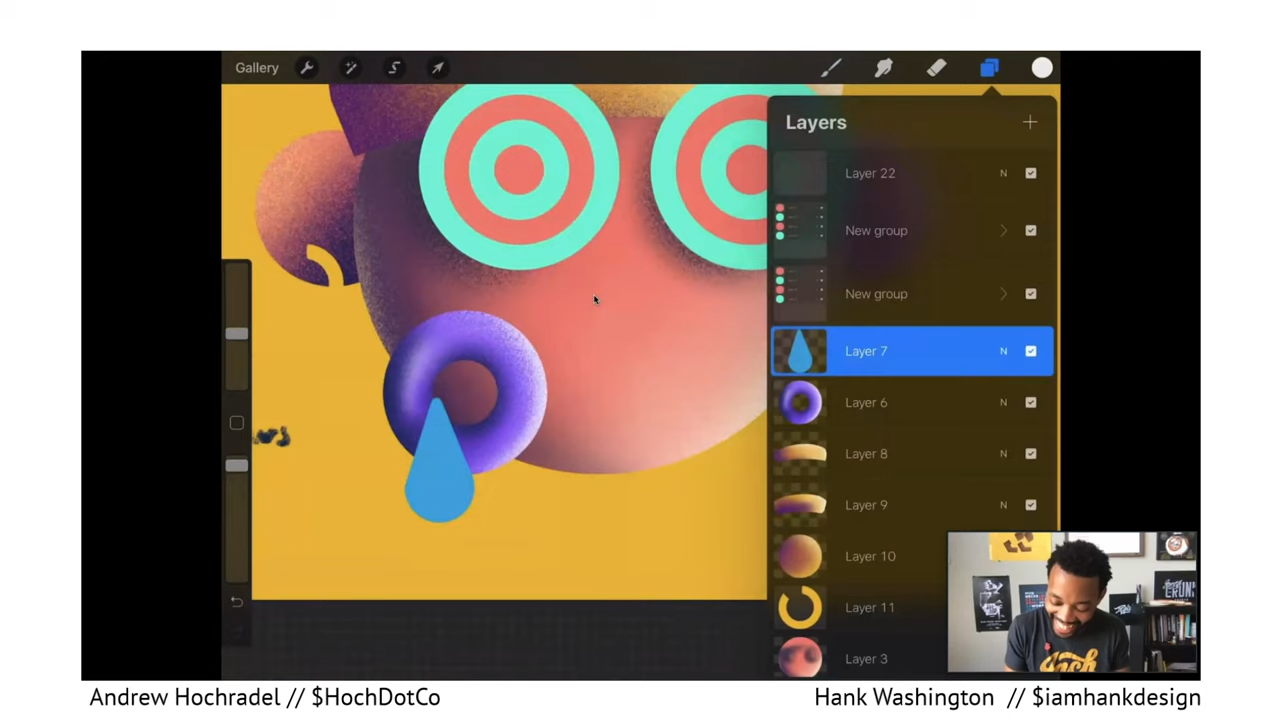 Gallery
Layers
Layer 22 N
New group
New group
Layer 7 N
Layer 6 N
Layer 8 N
Layer 9 N
Layer 10
Layer 11
Layer 3
Andrew Hochradel // $HochDotCo
Hank Washington // $iamhankdesign